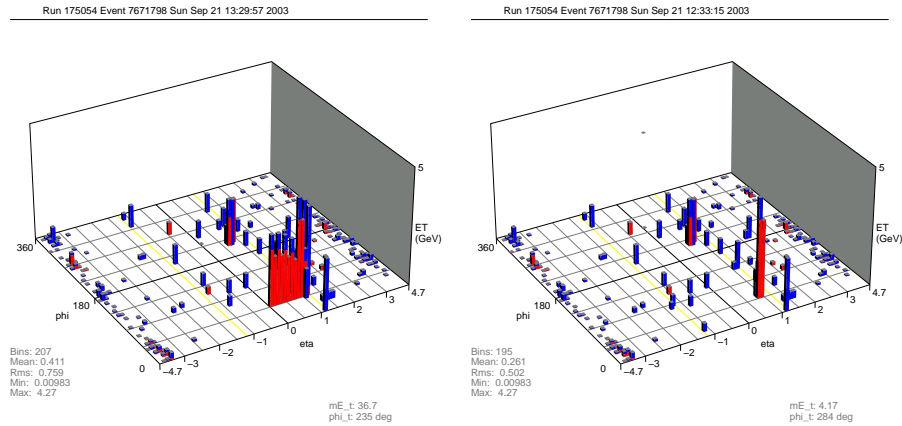 Run 175054 Event 7671798 Sun Sep 21 13:29:57 2003
5
ET
(GeV)
360
180
phi
0
−4.7
−3
−2
−1
0
1
2
3
4.7
eta
Bins: 207
Mean: 0.411
Rms: 0.759
Min: 0.00983
Max: 4.27
mE_t: 36.7
phi_t: 235 deg
Run 175054 Event 7671798 Sun Sep 21 12:33:15 2003
5
ET
(GeV)
360
180
phi
0
−4.7
−3
−2
−1
0
1
2
3
4.7
eta
Bins: 195
Mean: 0.261
Rms: 0.502
Min: 0.00983
Max: 4.27
mE_t: 4.17
phi_t: 284 deg